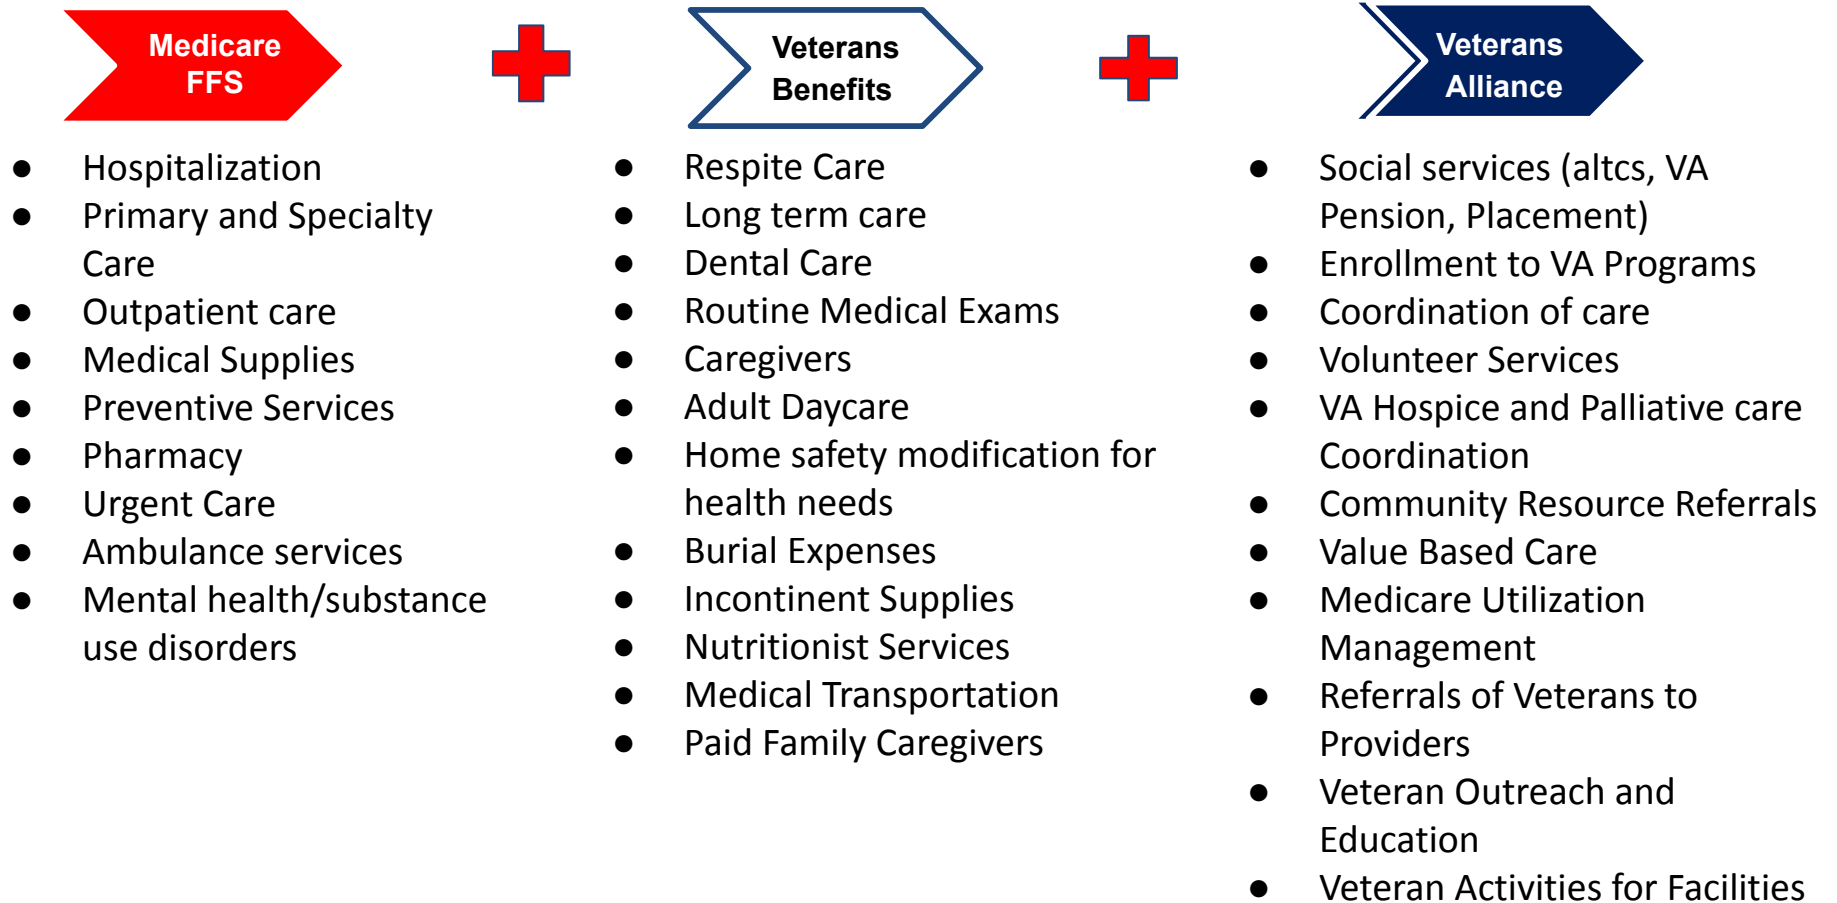 Medicare
FFS
● Hospitalization
● Primary and Specialty
Care
● Outpatient care
● Medical Supplies
● Preventive Services
● Pharmacy
● Urgent Care
● Ambulance services
● Mental health/substance
use disorders
Veterans
Benefits
● Respite Care
● Long term care
● Dental Care
● Routine Medical Exams
● Caregivers
● Adult Daycare
● Home safety modification for
health needs
● Burial Expenses
● Incontinent Supplies
● Nutritionist Services
● Medical Transportation
● Paid Family Caregivers
Veterans
Alliance
● Social services (altcs, VA
Pension, Placement)
● Enrollment to VA Programs
● Coordination of care
● Volunteer Services
● VA Hospice and Palliative care
Coordination
● Community Resource Referrals
● Value Based Care
● Medicare Utilization
Management
● Referrals of Veterans to
Providers
● Veteran Outreach and
Education
● Veteran Activities for Facilities